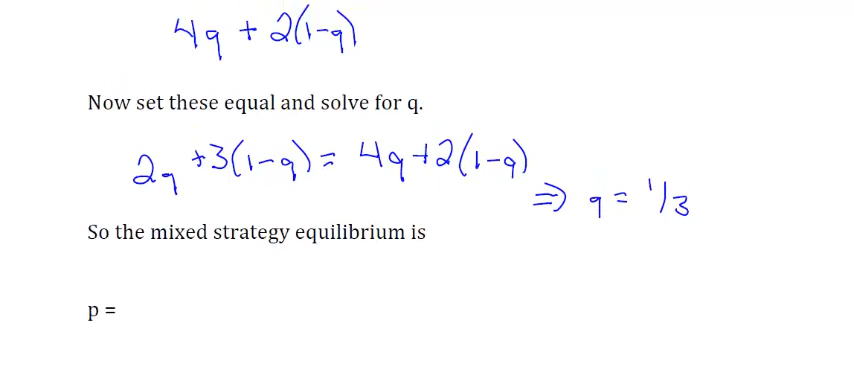 4q + 2(1-q)
Now set these equal and solve for q.
2q +3(1-q) = 4q+2(1-q)
⇒ q = 1/3
So the mixed strategy equilibrium is
p =